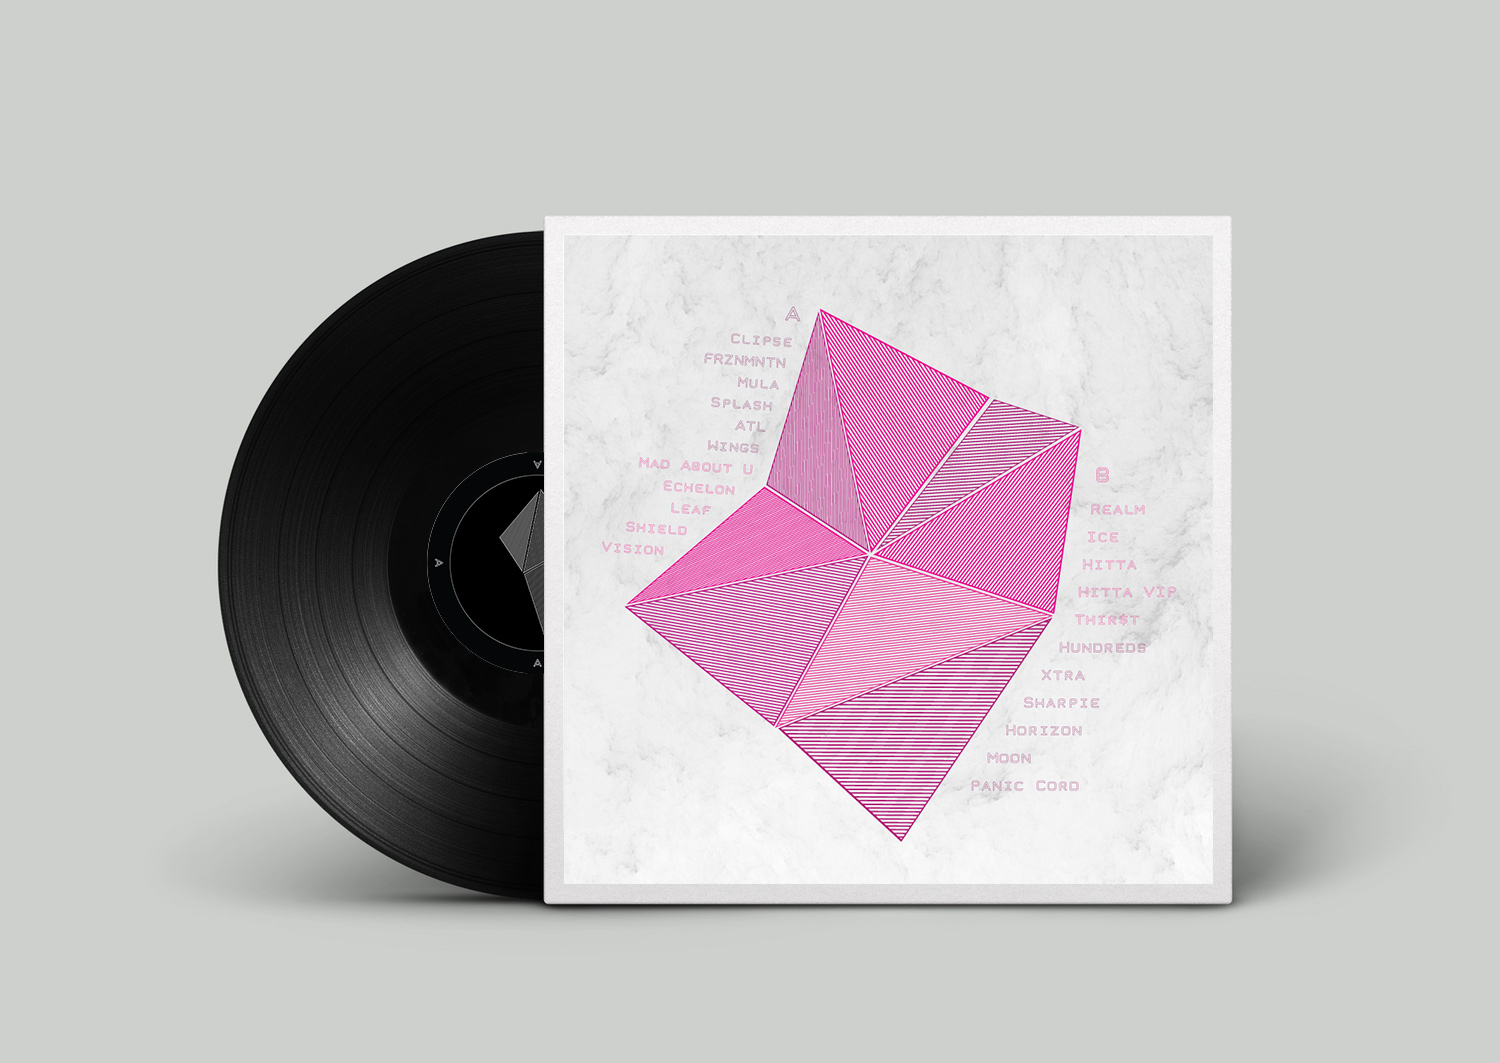 A
Clipse
FRZNMNTN
Mula
Splash
ATL
Wings
Mad About U
Echelon
Leaf
Shield
Vision
B
Realm
Ice
Hitta
Hitta VIP
Thir$t
Hundreds
Xtra
Sharpie
Horizon
Moon
Panic Cord
A
A
A